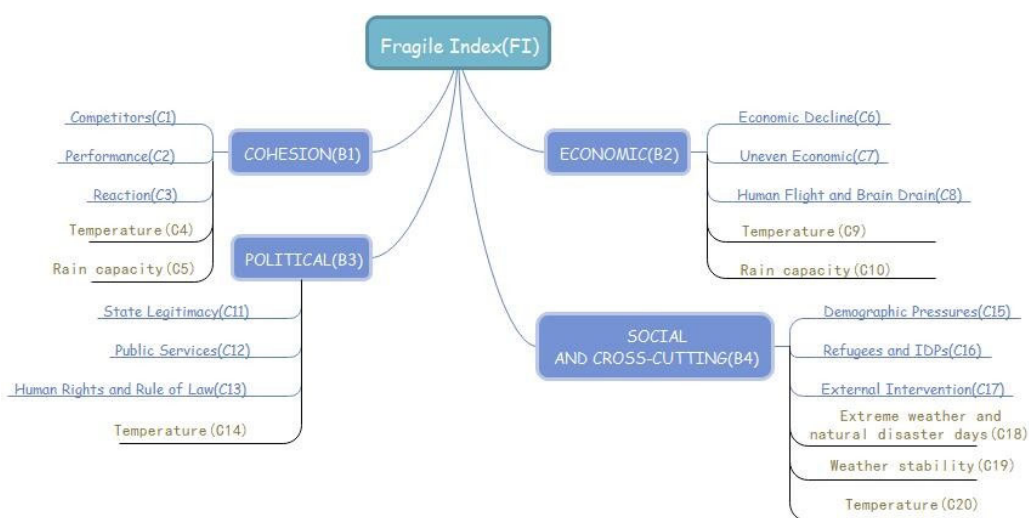 Fragile Index(FI)
COHESION(B1)
Competitors(C1)
Performance(C2)
Reaction(C3)
Temperature(C4)
Rain capacity(C5)
ECONOMIC(B2)
Economic Decline(C6)
Uneven Economic(C7)
Human Flight and Brain Drain(C8)
Temperature(C9)
Rain capacity(C10)
POLITICAL(B3)
State Legitimacy(C11)
Public Services(C12)
Human Rights and Rule of Law(C13)
Temperature(C14)
SOCIAL
AND CROSS-CUTTING(B4)
Demographic Pressures(C15)
Refugees and IDPs(C16)
External Intervention(C17)
Extreme weather and
natural disaster days(C18)
Weather stability(C19)
Temperature(C20)